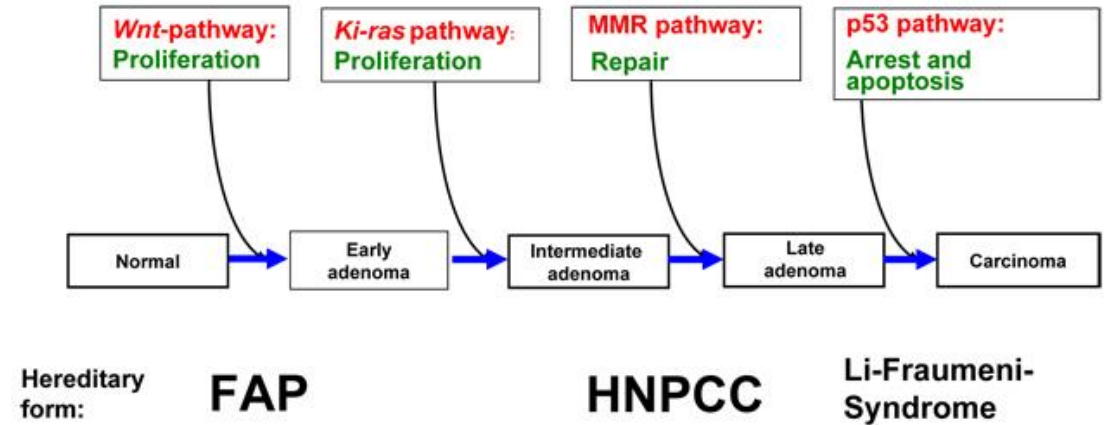 Wnt-pathway:
Proliferation
Ki-ras pathway:
Proliferation
MMR pathway:
Repair
p53 pathway:
Arrest and
apoptosis
Normal
Early
adenoma
Intermediate
adenoma
Late
adenoma
Carcinoma
Hereditary
form:
FAP
HNPCC
Li-Fraumeni-
Syndrome